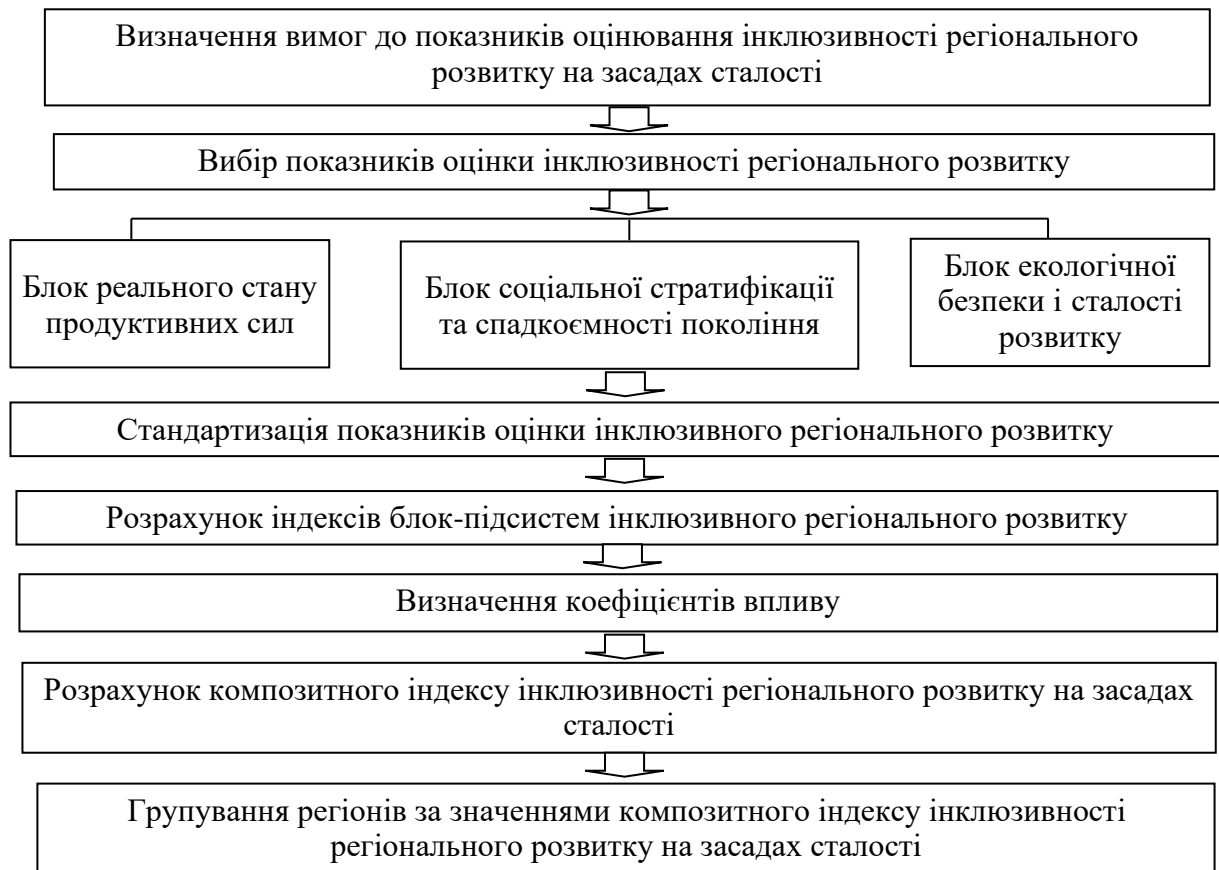 Визначення вимог до показників оцінювання інклюзивності регіонального
розвитку на засадах сталості
Вибір показників оцінки інклюзивності регіонального розвитку
Блок реального стану
продуктивних сил
Блок соціальної стратифікації
та спадкоємності покоління
Блок екологічної
безпеки і сталості
розвитку
Стандартизація показників оцінки інклюзивного регіонального розвитку
Розрахунок індексів блок-підсистем інклюзивного регіонального розвитку
Визначення коефіцієнтів впливу
Розрахунок композитного індексу інклюзивності регіонального розвитку на засадах
сталості
Групування регіонів за значеннями композитного індексу інклюзивності
регіонального розвитку на засадах сталості